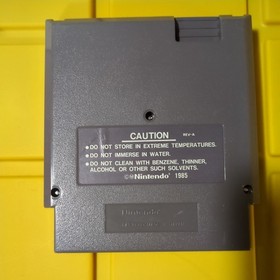 CAUTION
• DO NOT STORE IN EXTREME TEMPERATURES.
• DO NOT IMMERSE IN WATER.
• DO NOT CLEAN WITH BENZENE, THINNER,
ALCOHOL OR OTHER SUCH SOLVENTS.
©®Nintendo® 1985
Nintendo